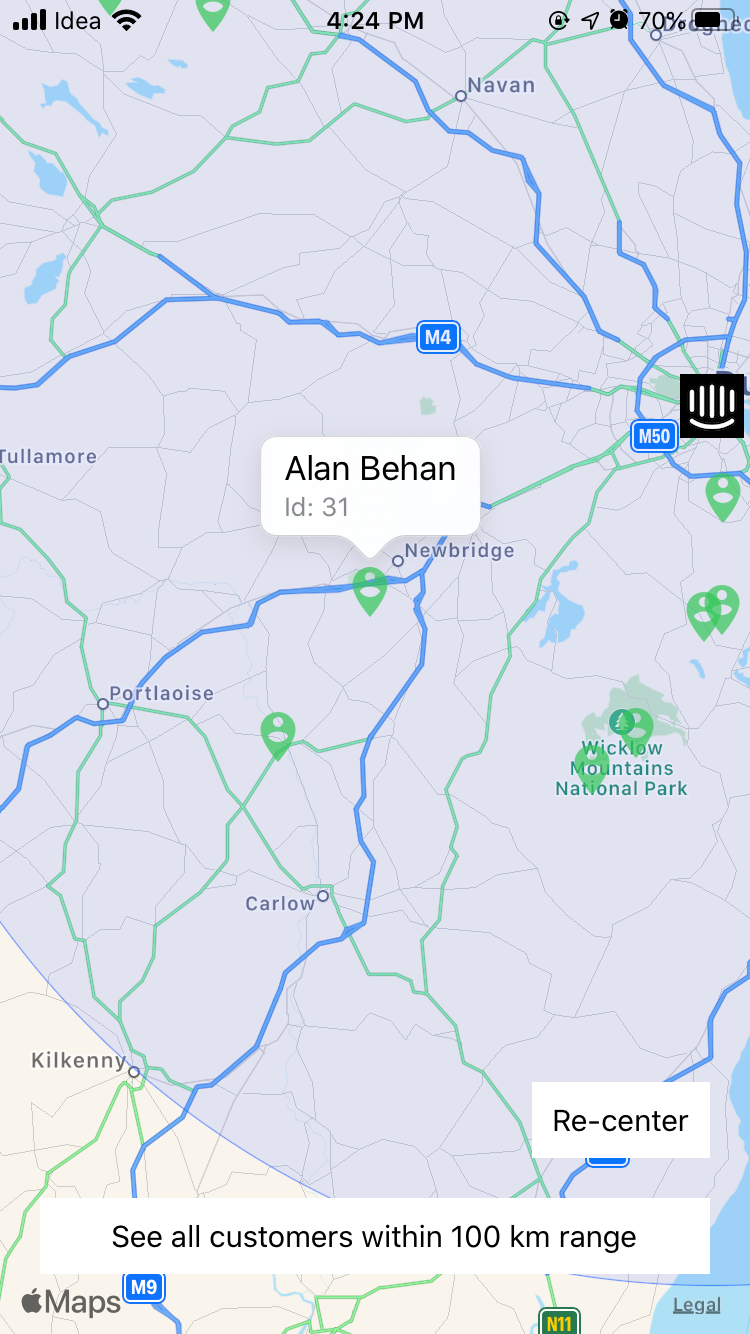 Idea 4:24 PM 70%
Navan
M4
M50
Tullamore
Alan Behan
Id: 31
Newbridge
Portlaoise
Wicklow
Mountains
National Park
Carlow
Kilkenny
Re-center
See all customers within 100 km range
Maps
M9
Legal
N11